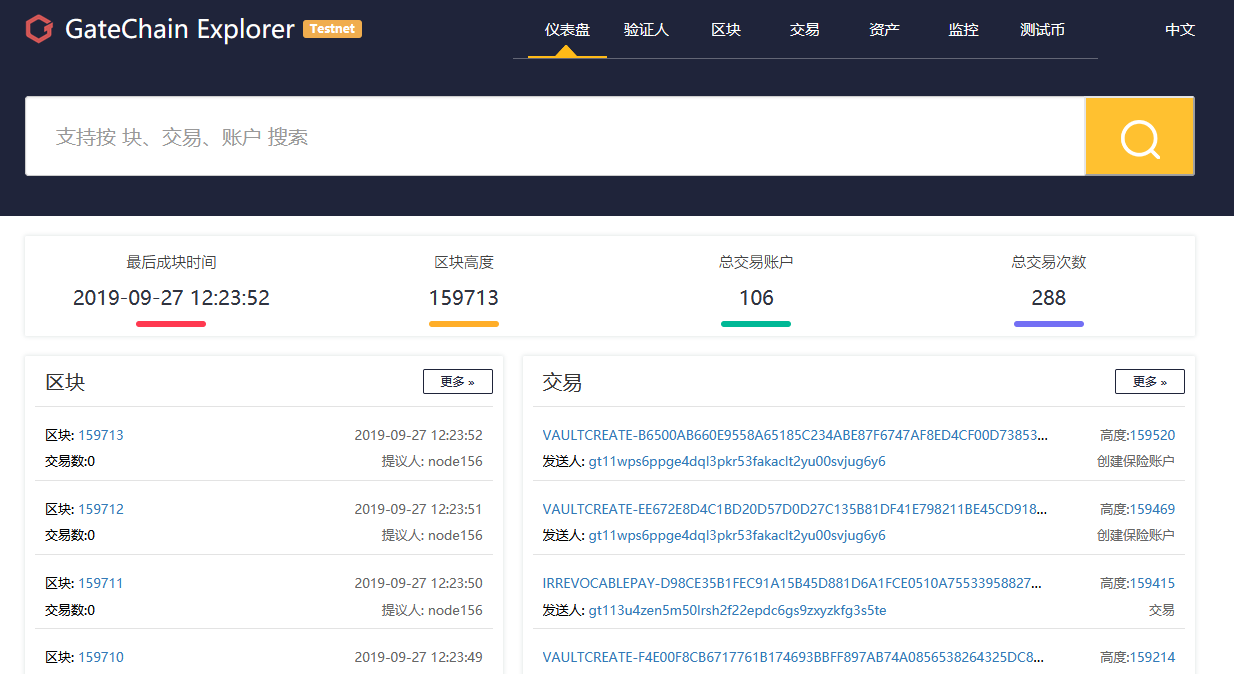 GateChain Explorer Testnet 仪表盘 验证人 区块 交易 资产 监控 测试币 中文
支持按 块、交易、账户 搜索
最后成块时间 区块高度 总交易账户 总交易次数
2019-09-27 12:23:52 159713 106 288
区块 更多 »
区块: 159713 2019-09-27 12:23:52
交易数:0 提议人: node156
区块: 159712 2019-09-27 12:23:51
交易数:0 提议人: node156
区块: 159711 2019-09-27 12:23:50
交易数:0 提议人: node156
区块: 159710 2019-09-27 12:23:49
交易 更多 »
VAULTCREATE-B6500AB660E9558A65185C234ABE87F6747AF8ED4CF00D73853... 高度:159520
发送人: gt11wps6ppge4dql3pkr53fakaclt2yu00svjug6y6 创建保险账户
VAULTCREATE-EE672E8D4C1BD20D57D0D27C135B81DF41E798211BE45CD918... 高度:159469
发送人: gt11wps6ppge4dql3pkr53fakaclt2yu00svjug6y6 创建保险账户
IRREVOCABLEPAY-D98CE35B1FEC91A15B45D881D6A1FCE0510A75533958827... 高度:159415
发送人: gt113u4zen5m50lrsh2f22epdc6gs9zxyzkfg3s5te 交易
VAULTCREATE-F4E00F8CB6717761B174693BBFF897AB74A0856538264325DC8... 高度:159214